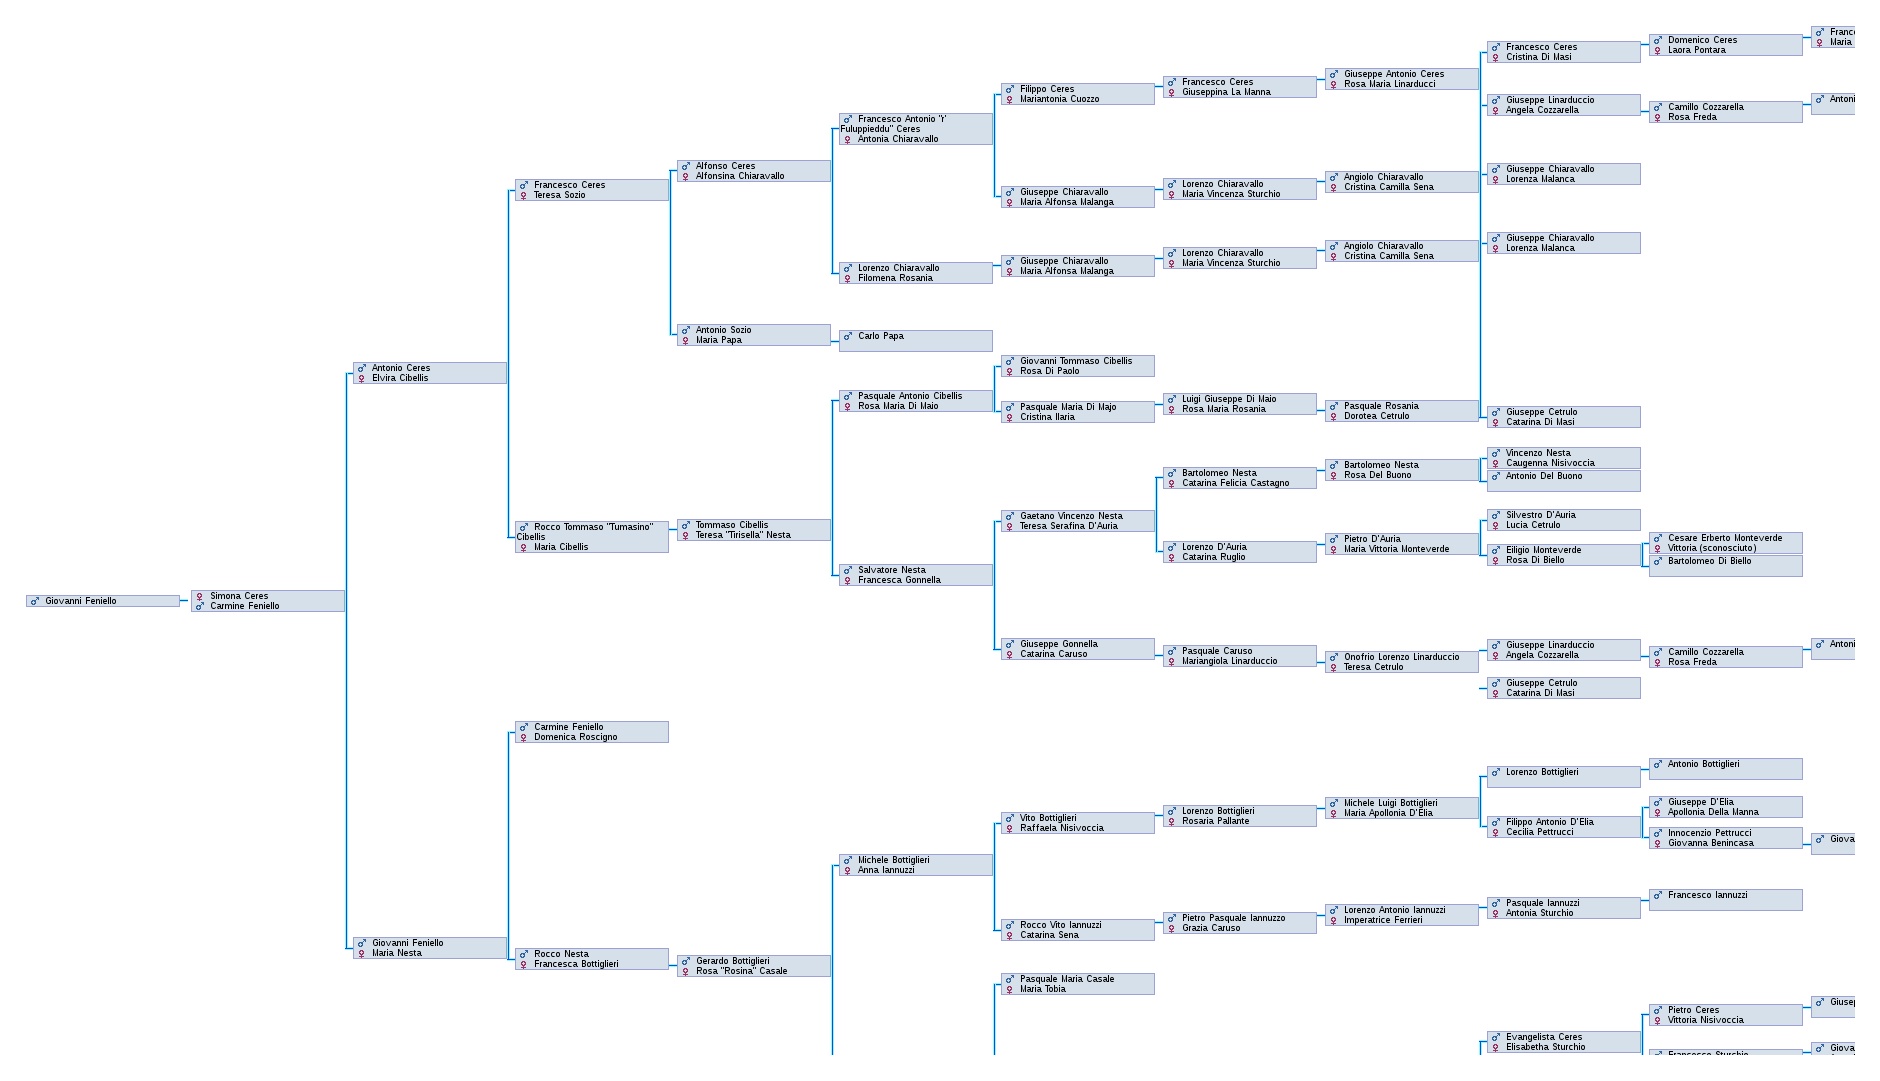 Giovanni Feniello
Simona Ceres
Carmine Feniello
Antonio Ceres
Elvira Cibellis
Giovanni Feniello
Maria Nesta
Francesco Ceres
Teresa Sozio
Rocco Tommaso "Tumasino"
Cibellis
Maria Cibellis
Carmine Feniello
Domenica Roscigno
Rocco Nesta
Francesca Bottiglieri
Alfonso Ceres
Alfonsina Chiaravallo
Antonio Sozio
Maria Papa
Tommaso Cibellis
Teresa "Tirisella" Nesta
Gerardo Bottiglieri
Rosa "Rosina" Casale
Francesco Antonio "r'
Fuluppieddu" Ceres
Antonia Chiaravallo
Lorenzo Chiaravallo
Filomena Rosania
Carlo Papa
Pasquale Antonio Cibellis
Rosa Maria Di Maio
Salvatore Nesta
Francesca Gonnella
Michele Bottiglieri
Anna Iannuzzi
Filippo Ceres
Mariantonia Cuozzo
Giuseppe Chiaravallo
Maria Alfonsa Malanga
Giuseppe Chiaravallo
Maria Alfonsa Malanga
Giovanni Tommaso Cibellis
Rosa Di Paolo
Pasquale Maria Di Majo
Cristina Ilaria
Gaetano Vincenzo Nesta
Teresa Serafina D'Auria
Giuseppe Gonnella
Catarina Caruso
Vito Bottiglieri
Raffaela Nisivoccia
Rocco Vito Iannuzzi
Catarina Sena
Pasquale Maria Casale
Maria Tobia
Francesco Ceres
Giuseppina La Manna
Lorenzo Chiaravallo
Maria Vincenza Sturchio
Lorenzo Chiaravallo
Maria Vincenza Sturchio
Luigi Giuseppe Di Maio
Rosa Maria Rosania
Bartolomeo Nesta
Catarina Felicia Castagno
Lorenzo D'Auria
Catarina Ruglio
Pasquale Caruso
Mariangiola Linarduccio
Lorenzo Bottiglieri
Rosaria Pallante
Pietro Pasquale Iannuzzo
Grazia Caruso
Giuseppe Antonio Ceres
Rosa Maria Linarducci
Angiolo Chiaravallo
Cristina Camilla Sena
Angiolo Chiaravallo
Cristina Camilla Sena
Pasquale Rosania
Dorotea Cetrulo
Bartolomeo Nesta
Rosa Del Buono
Pietro D'Auria
Maria Vittoria Monteverde
Onofrio Lorenzo Linarduccio
Teresa Cetrulo
Michele Luigi Bottiglieri
Maria Apollonia D'Elia
Lorenzo Antonio Iannuzzi
Imperatrice Ferrieri
Francesco Ceres
Cristina Di Masi
Giuseppe Linarduccio
Angela Cozzarella
Giuseppe Chiaravallo
Lorenza Malanca
Giuseppe Chiaravallo
Lorenza Malanca
Giuseppe Cetrulo
Catarina Di Masi
Vincenzo Nesta
Caugenna Nisivoccia
Antonio Del Buono
Silvestro D'Auria
Lucia Cetrulo
Eiligio Monteverde
Rosa Di Biello
Giuseppe Linarduccio
Angela Cozzarella
Giuseppe Cetrulo
Catarina Di Masi
Lorenzo Bottiglieri
Filippo Antonio D'Elia
Cecilia Pettrucci
Pasquale Iannuzzi
Antonia Sturchio
Evangelista Ceres
Elisabetha Sturchio
Domenico Ceres
Laora Pontara
Camillo Cozzarella
Rosa Freda
Cesare Erberto Monteverde
Vittoria (sconosciuto)
Bartolomeo Di Biello
Camillo Cozzarella
Rosa Freda
Antonio Bottiglieri
Giuseppe D'Elia
Apollonia Della Manna
Innocenzio Pettrucci
Giovanna Benincasa
Francesco Iannuzzi
Pietro Ceres
Vittoria Nisivoccia
Francesco Sturchio
Maria
Antoni
Antoni
Giova
Giova